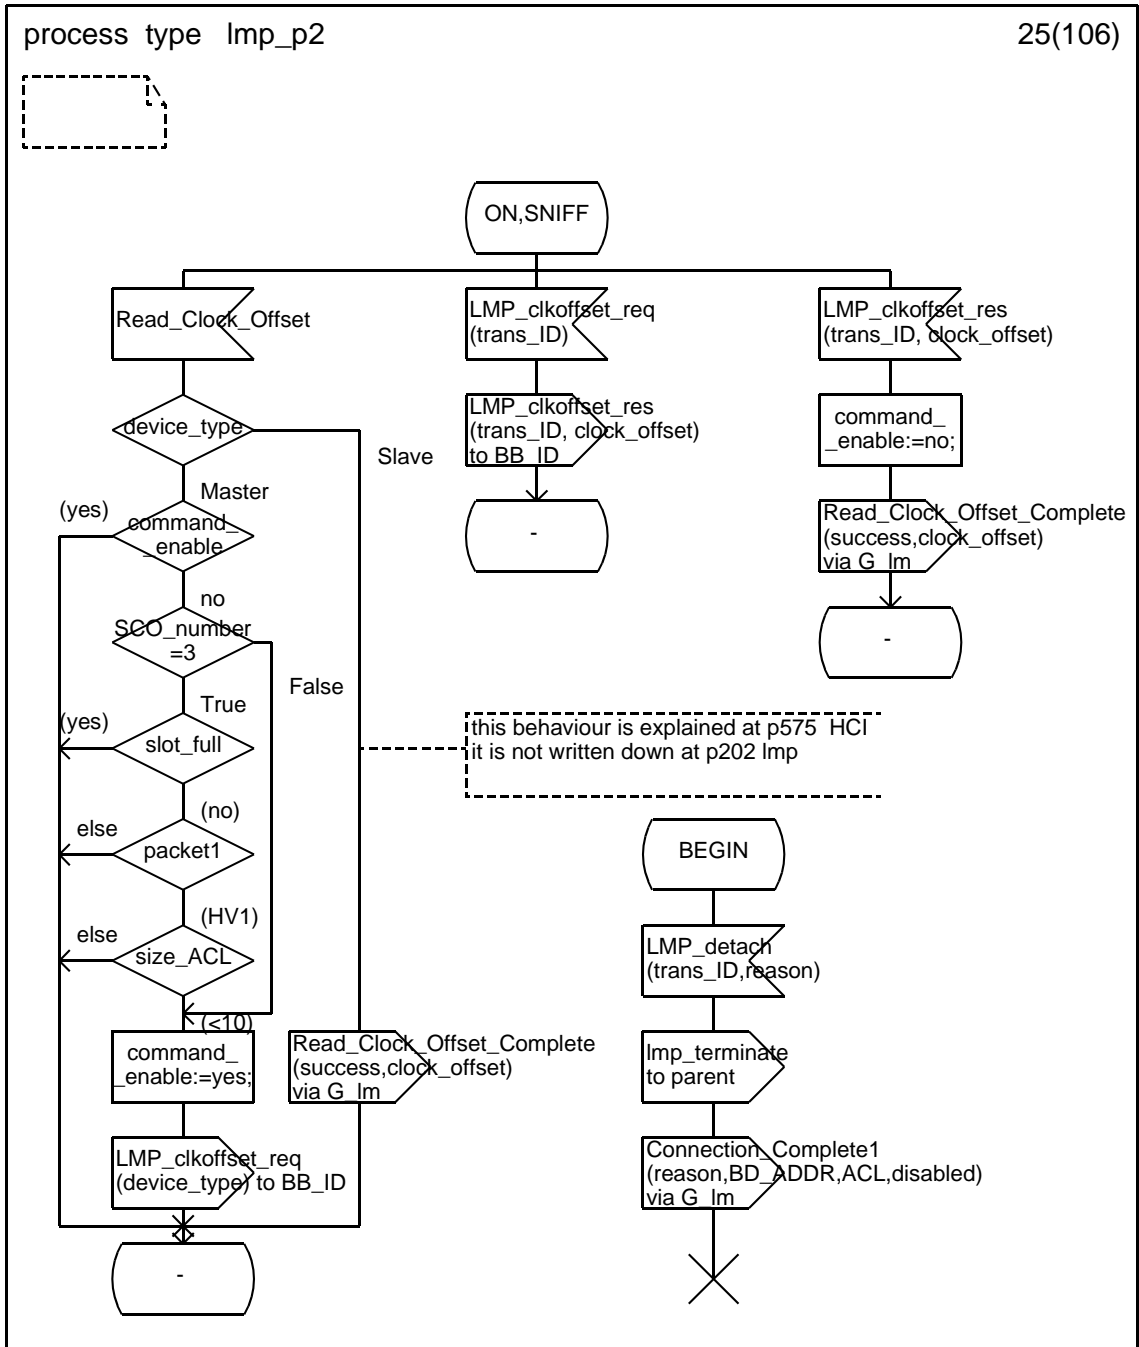 process type lmp_p2
25(106)
ON,SNIFF
Read_Clock_Offset
LMP_clkoffset_req
(trans_ID)
LMP_clkoffset_res
(trans_ID, clock_offset)
device_type
Slave
LMP_clkoffset_res
(trans_ID, clock_offset)
to BB_ID
command_
_enable:=no;
Master
(yes)
command_
_enable
-
Read_Clock_Offset_Complete
(success,clock_offset)
via G_lm
no
SCO_number
=3
-
False
True
(yes)
slot_full
this behaviour is explained at p575 HCI
it is not written down at p202 lmp
(no)
else
packet1
BEGIN
(HV1)
else
size_ACL
LMP_detach
(trans_ID,reason)
(<10)
command_
_enable:=yes;
Read_Clock_Offset_Complete
(success,clock_offset)
via G_lm
lmp_terminate
to parent
LMP_clkoffset_req
(device_type) to BB_ID
Connection_Complete1
(reason,BD_ADDR,ACL,disabled)
via G_lm
-